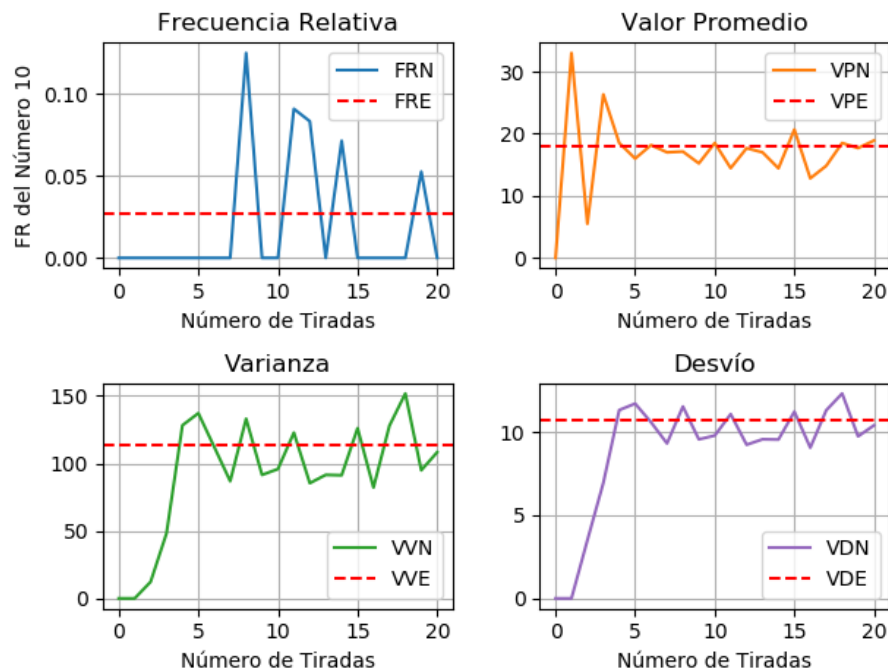 Frecuencia Relativa
FR del Número 10
0.10
0.05
0.00
FRN
FRE
0 5 10 15 20
Número de Tiradas
Valor Promedio
30
20
10
0
VPN
VPE
0 5 10 15 20
Número de Tiradas
Varianza
150
100
50
0
VVN
VVE
0 5 10 15 20
Número de Tiradas
Desvío
10
5
0
VDN
VDE
0 5 10 15 20
Número de Tiradas